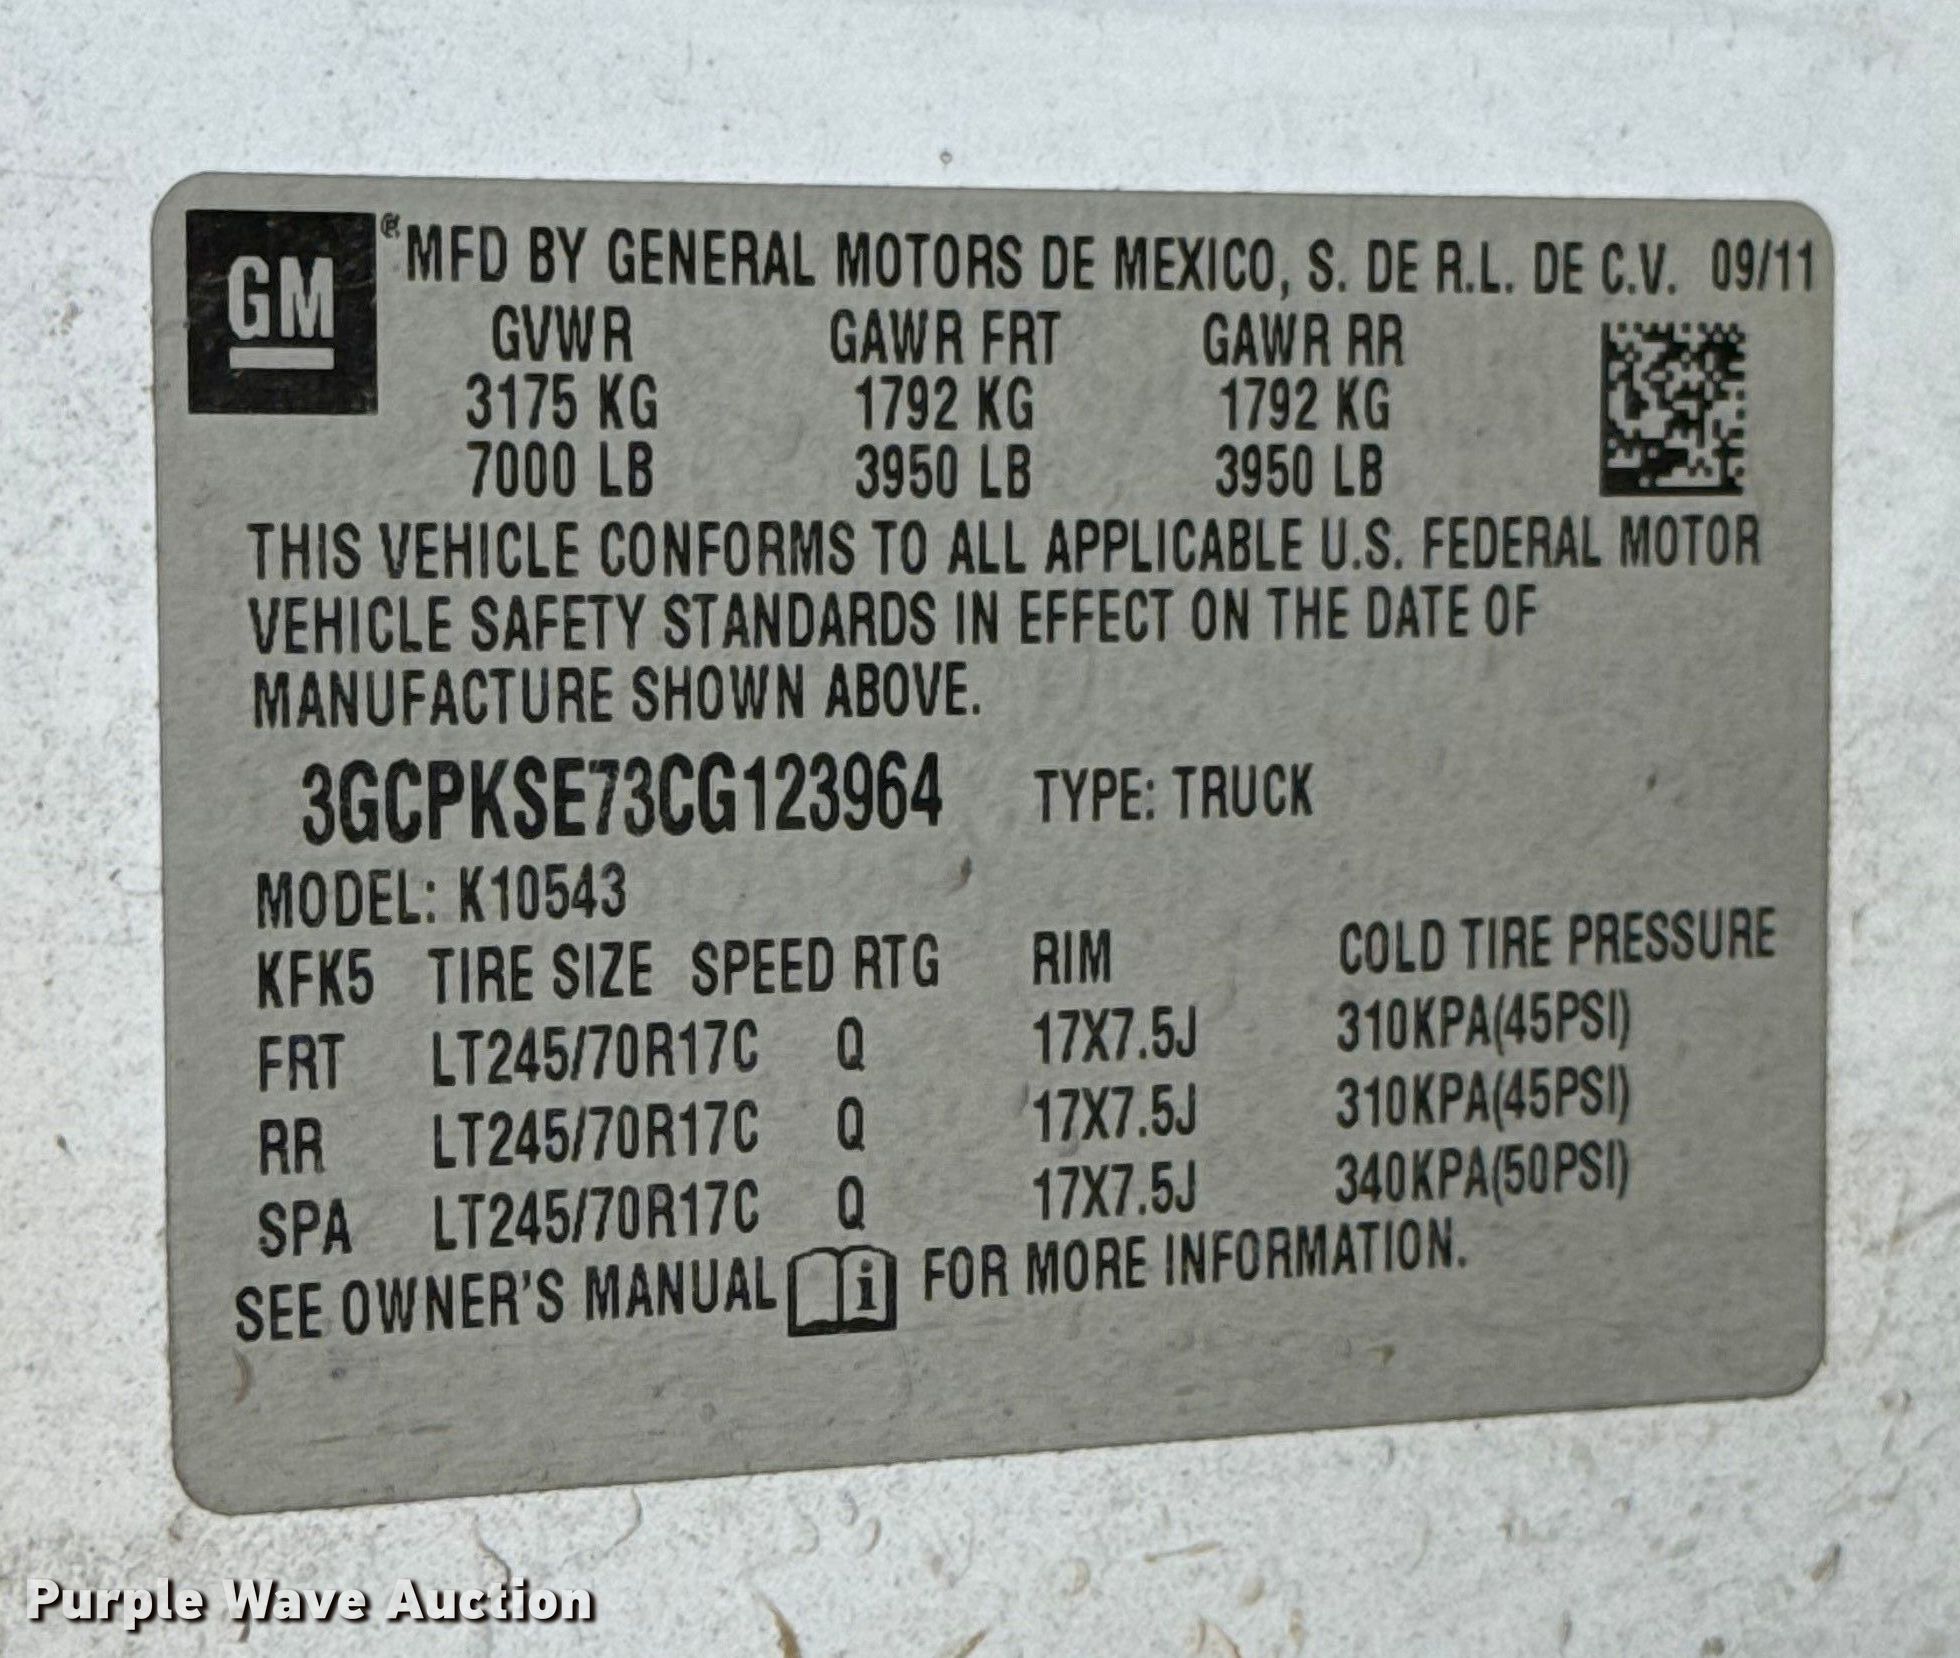 GM
® MFD BY GENERAL MOTORS DE MEXICO, S. DE R.L. DE C.V. 09/11
GVWR GAWR FRT GAWR RR
3175 KG 1792 KG 1792 KG
7000 LB 3950 LB 3950 LB
THIS VEHICLE CONFORMS TO ALL APPLICABLE U.S. FEDERAL MOTOR
VEHICLE SAFETY STANDARDS IN EFFECT ON THE DATE OF
MANUFACTURE SHOWN ABOVE.
3GCPKSE73CG123964 TYPE: TRUCK
MODEL: K10543
KFK5 TIRE SIZE SPEED RTG RIM COLD TIRE PRESSURE
FRT LT245/70R17C Q 17X7.5J 310KPA(45PSI)
RR LT245/70R17C Q 17X7.5J 310KPA(45PSI)
SPA LT245/70R17C Q 17X7.5J 340KPA(50PSI)
SEE OWNER'S MANUAL i FOR MORE INFORMATION.
Purple Wave Auction